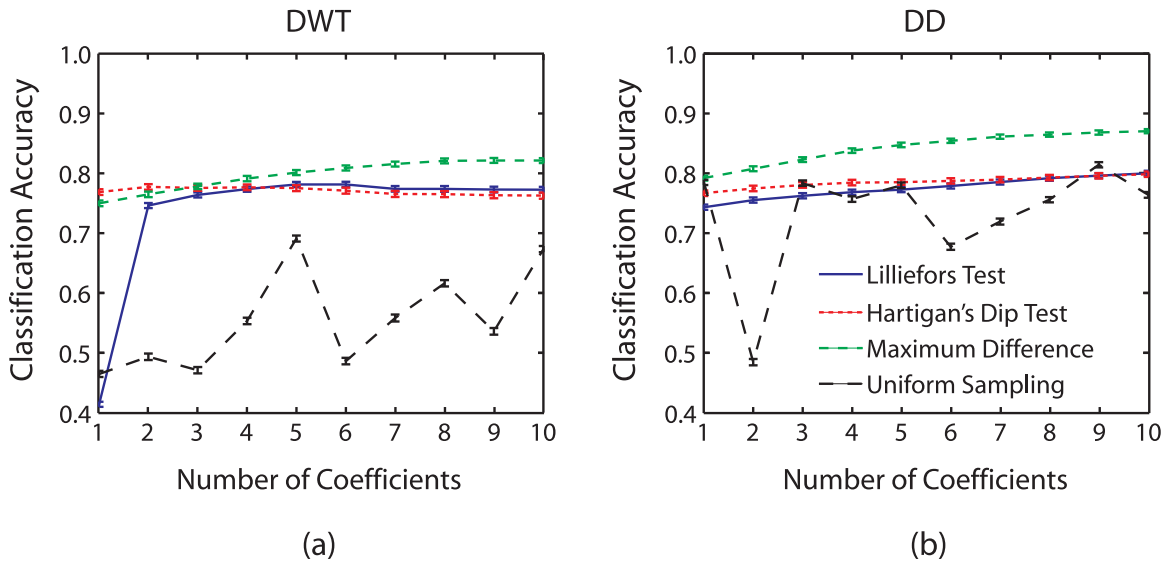 DWT
Classification Accuracy
1.0
0.9
0.8
0.7
0.6
0.5
0.4
1 2 3 4 5 6 7 8 9 10
Number of Coefficients
(a)
DD
Classification Accuracy
1.0
0.9
0.8
0.7
0.6
0.5
0.4
Lilliefors Test
Hartigan's Dip Test
Maximum Difference
Uniform Sampling
1 2 3 4 5 6 7 8 9 10
Number of Coefficients
(b)